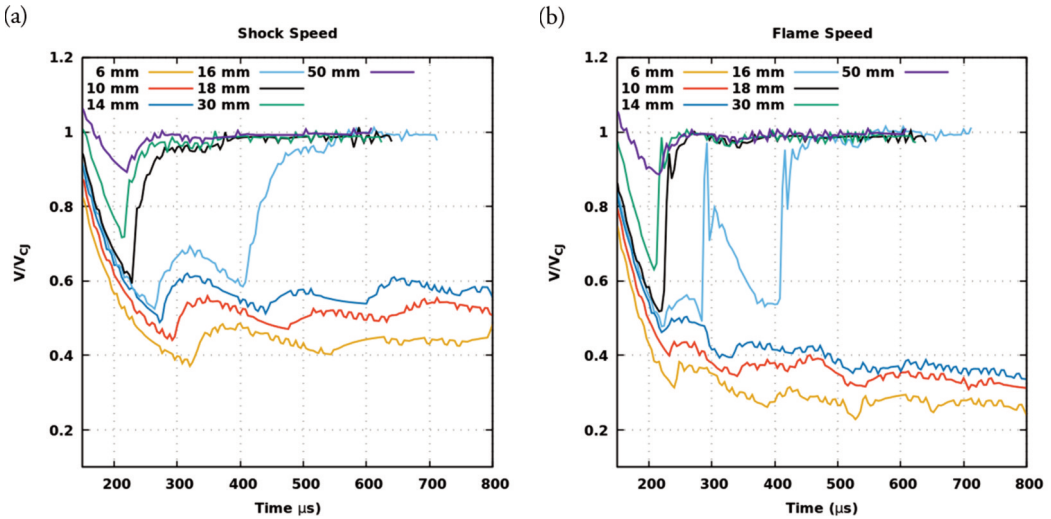 (a)
Shock Speed
1.2
6 mm 16 mm 50 mm
10 mm 18 mm
14 mm 30 mm
1
0.8
V/VCJ
0.6
0.4
0.2
200 300 400 500 600 700 800
Time μs)
(b)
Flame Speed
1.2
6 mm 16 mm 50 mm
10 mm 18 mm
14 mm 30 mm
1
0.8
V/VCJ
0.6
0.4
0.2
200 300 400 500 600 700 800
Time (μs)